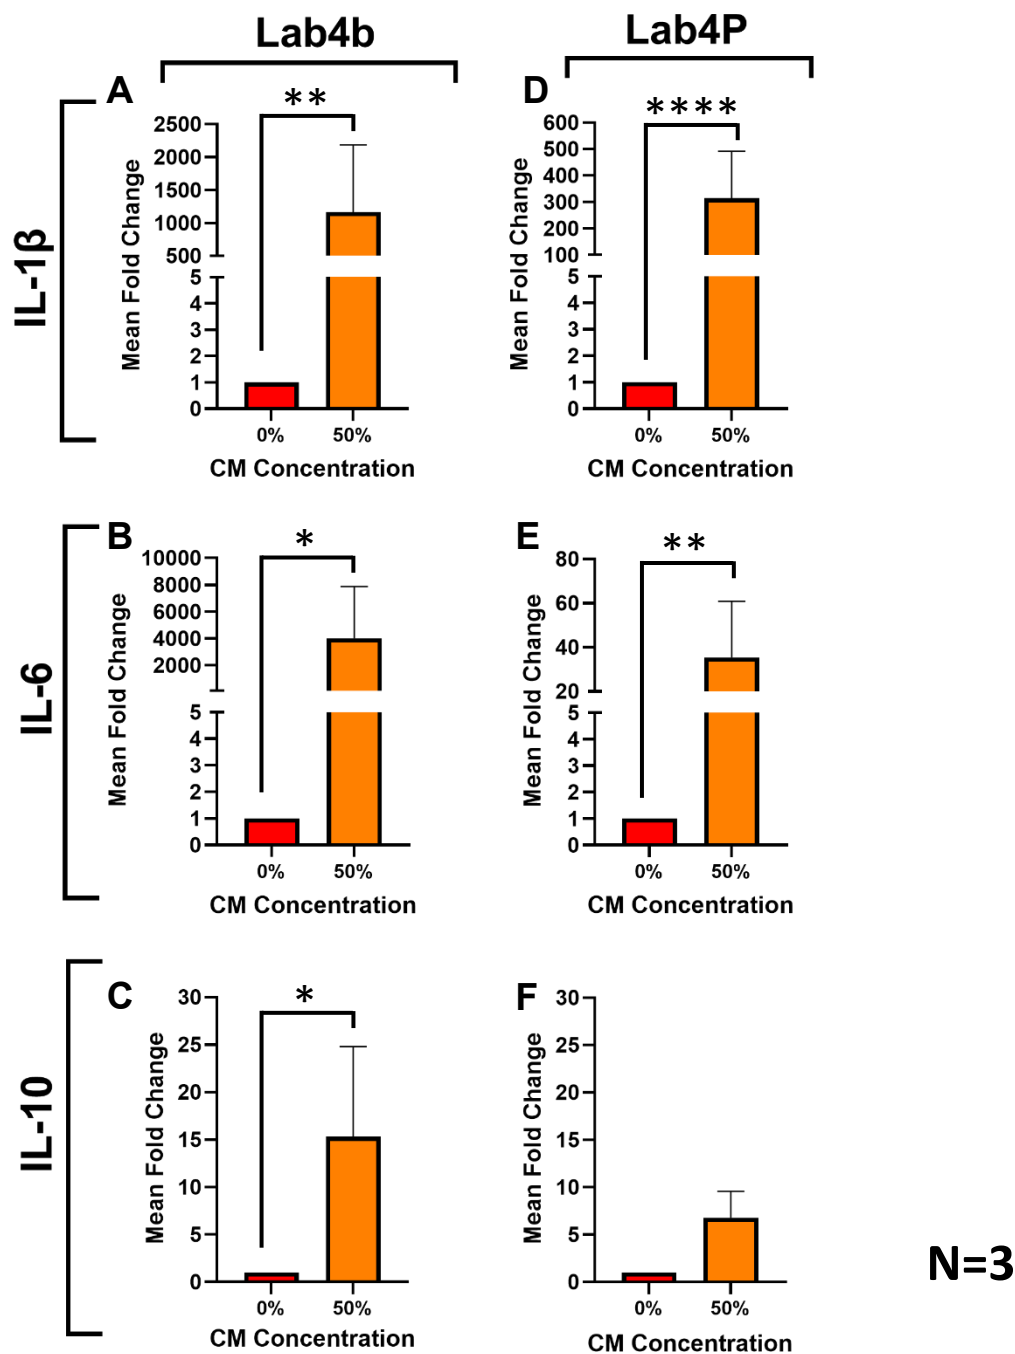 Lab4b
Lab4P
IL-1β
A
**
Mean Fold Change
2500
2000
1500
1000
500
5
4
3
2
1
0
0% 50%
CM Concentration
D
****
Mean Fold Change
600
500
400
300
200
100
5
4
3
2
1
0
0% 50%
CM Concentration
IL-6
B
*
Mean Fold Change
10000
8000
6000
4000
2000
5
4
3
2
1
0
0% 50%
CM Concentration
E
**
Mean Fold Change
80
60
40
20
5
4
3
2
1
0
0% 50%
CM Concentration
IL-10
C
*
Mean Fold Change
30
25
20
15
10
5
0
0% 50%
CM Concentration
F
Mean Fold Change
30
25
20
15
10
5
0
0% 50%
CM Concentration
N=3